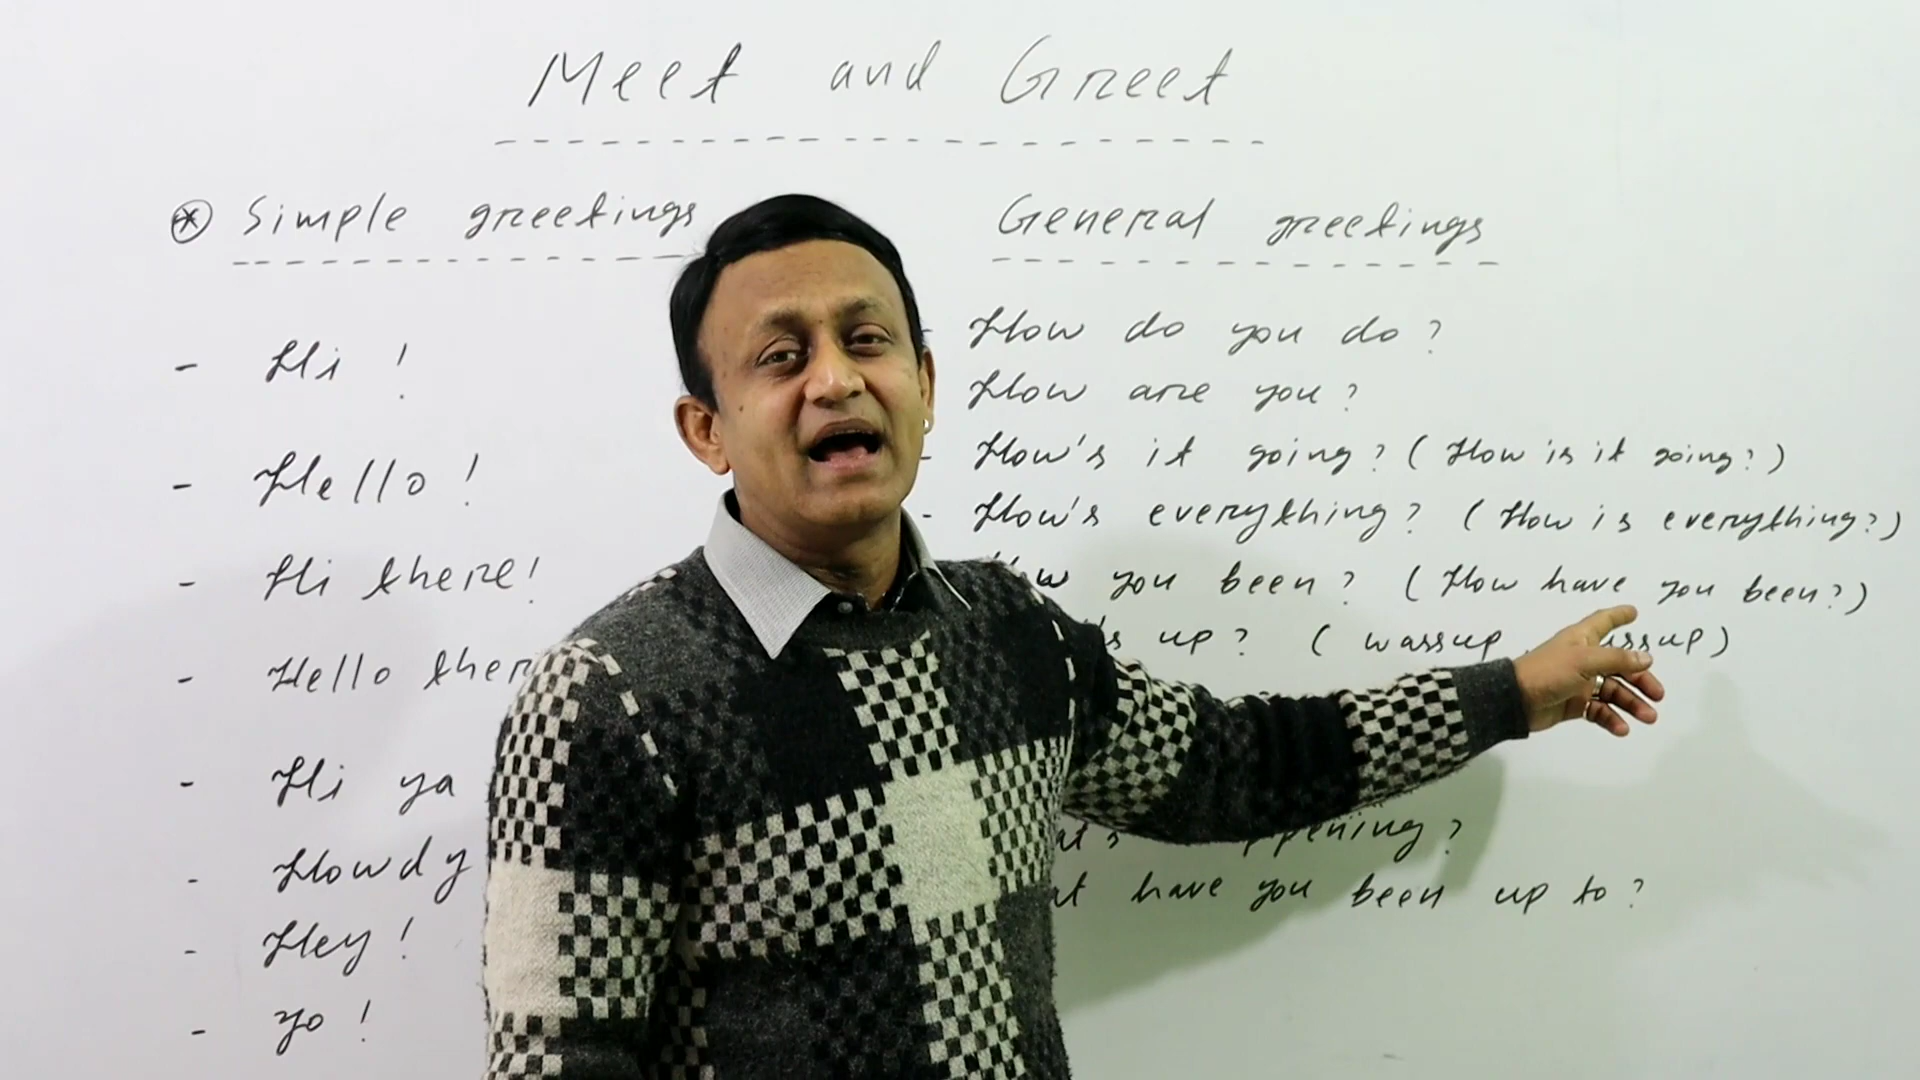 Meet and Greet
* Simple greetings
- Hi !
- Hello !
- Hi there!
- Hello
- Hi ya
- Howdy
- Hey !
- yo !
General greetings
- How do you do ?
How are you ?
- How's it going ? ( How is it going ? )
- How's everything ? ( How is everything ? )
you been ? ( How have you been ? )
up ? ( wassup
have you been up to ?